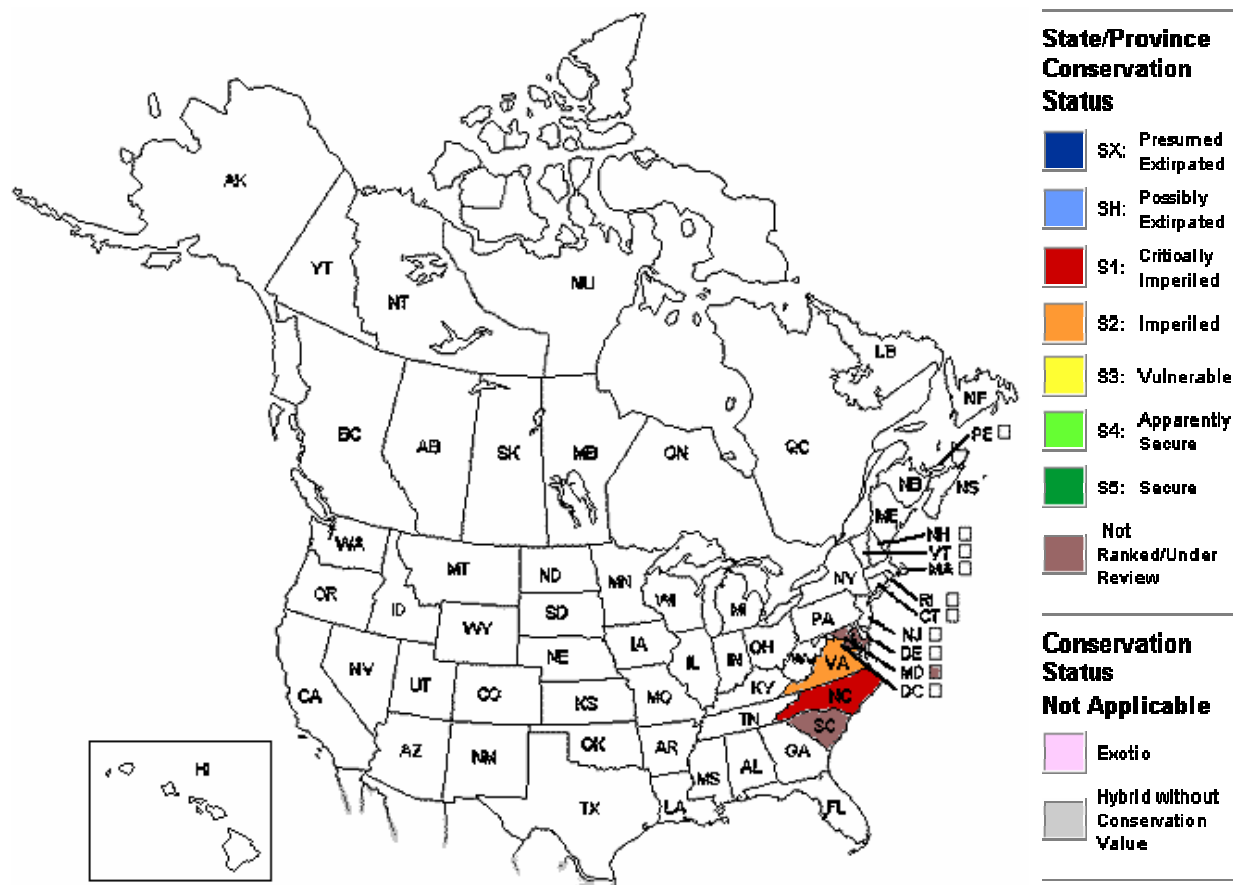 AK
YT
NT
NU
BC
AB
SK
MB
ON
QC
LB
NF
PE
NB
NS
ME
NH
VT
MA
RI
CT
NJ
DE
MD
DC
WA
OR
CA
ID
NV
MT
WY
UT
AZ
CO
NM
ND
SD
NE
KS
OK
TX
MN
IA
MO
AR
LA
WI
IL
MI
IN
OH
KY
TN
MS
AL
GA
FL
SC
NC
VA
WV
PA
NY
HI
State/Province
Conservation
Status
SX: Presumed
Extirpated
SH: Possibly
Extirpated
S1: Critically
Imperiled
S2: Imperiled
S3: Vulnerable
S4: Apparently
Secure
S5: Secure
Not
Ranked/Under
Review
Conservation
Status
Not Applicable
Exotic
Hybrid without
Conservation
Value